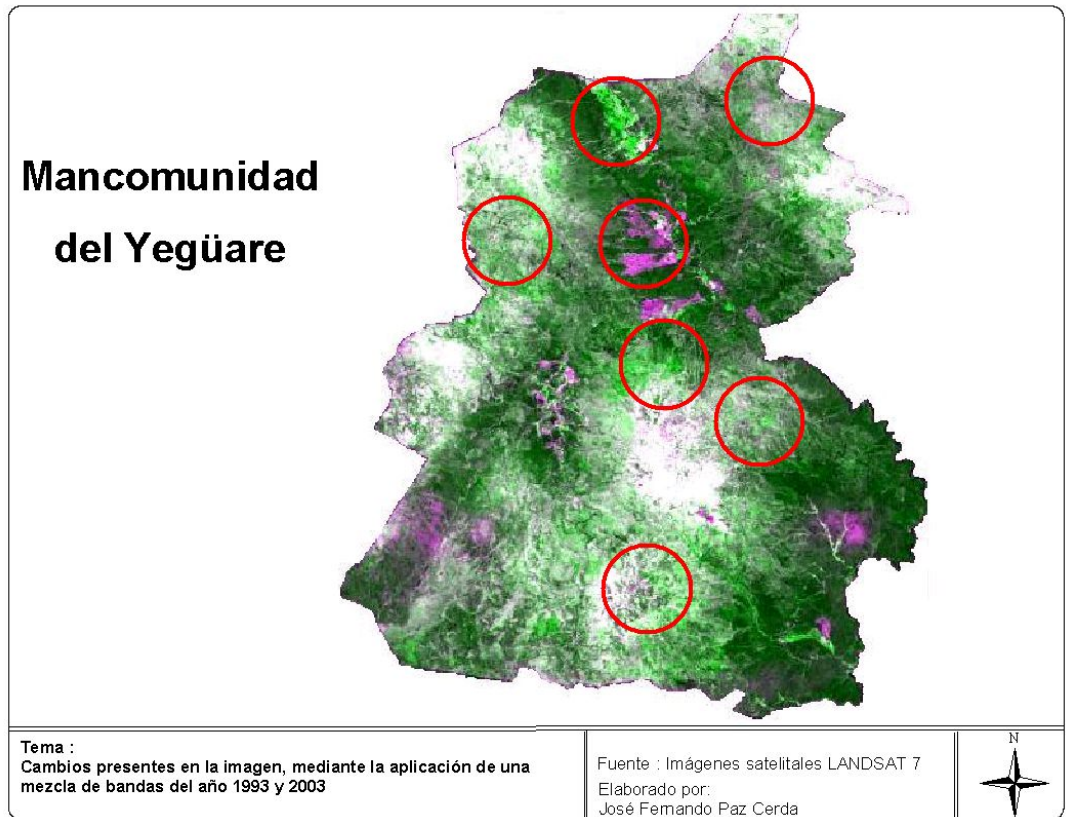 Mancomunidad
del Yegüare
Tema :
Cambios presentes en la imagen, mediante la aplicación de una
mezcla de bandas del año 1993 y 2003
Fuente : Imágenes satelitales LANDSAT 7
Elaborado por:
José Fernando Paz Cerda
N